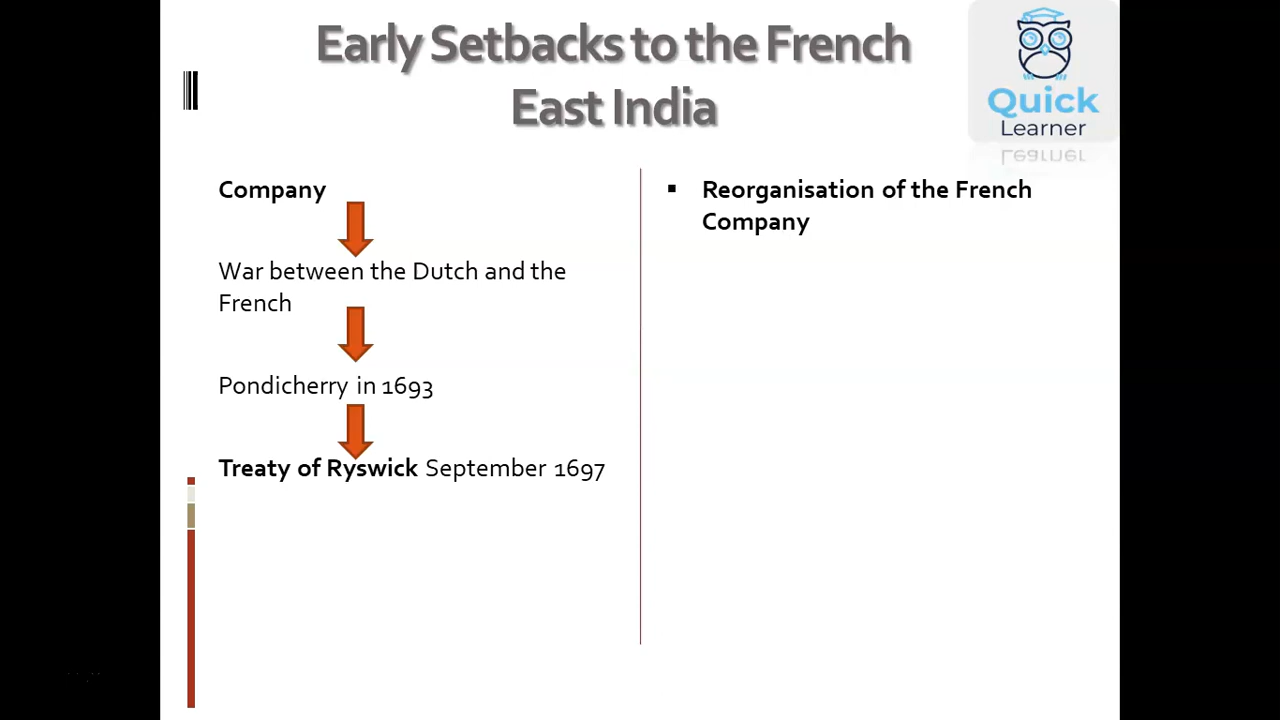 Early Setbacks to the French
East India
Quick
Learner
Company
War between the Dutch and the
French
Pondicherry in 1693
Treaty of Ryswick September 1697
▪ Reorganisation of the French
Company